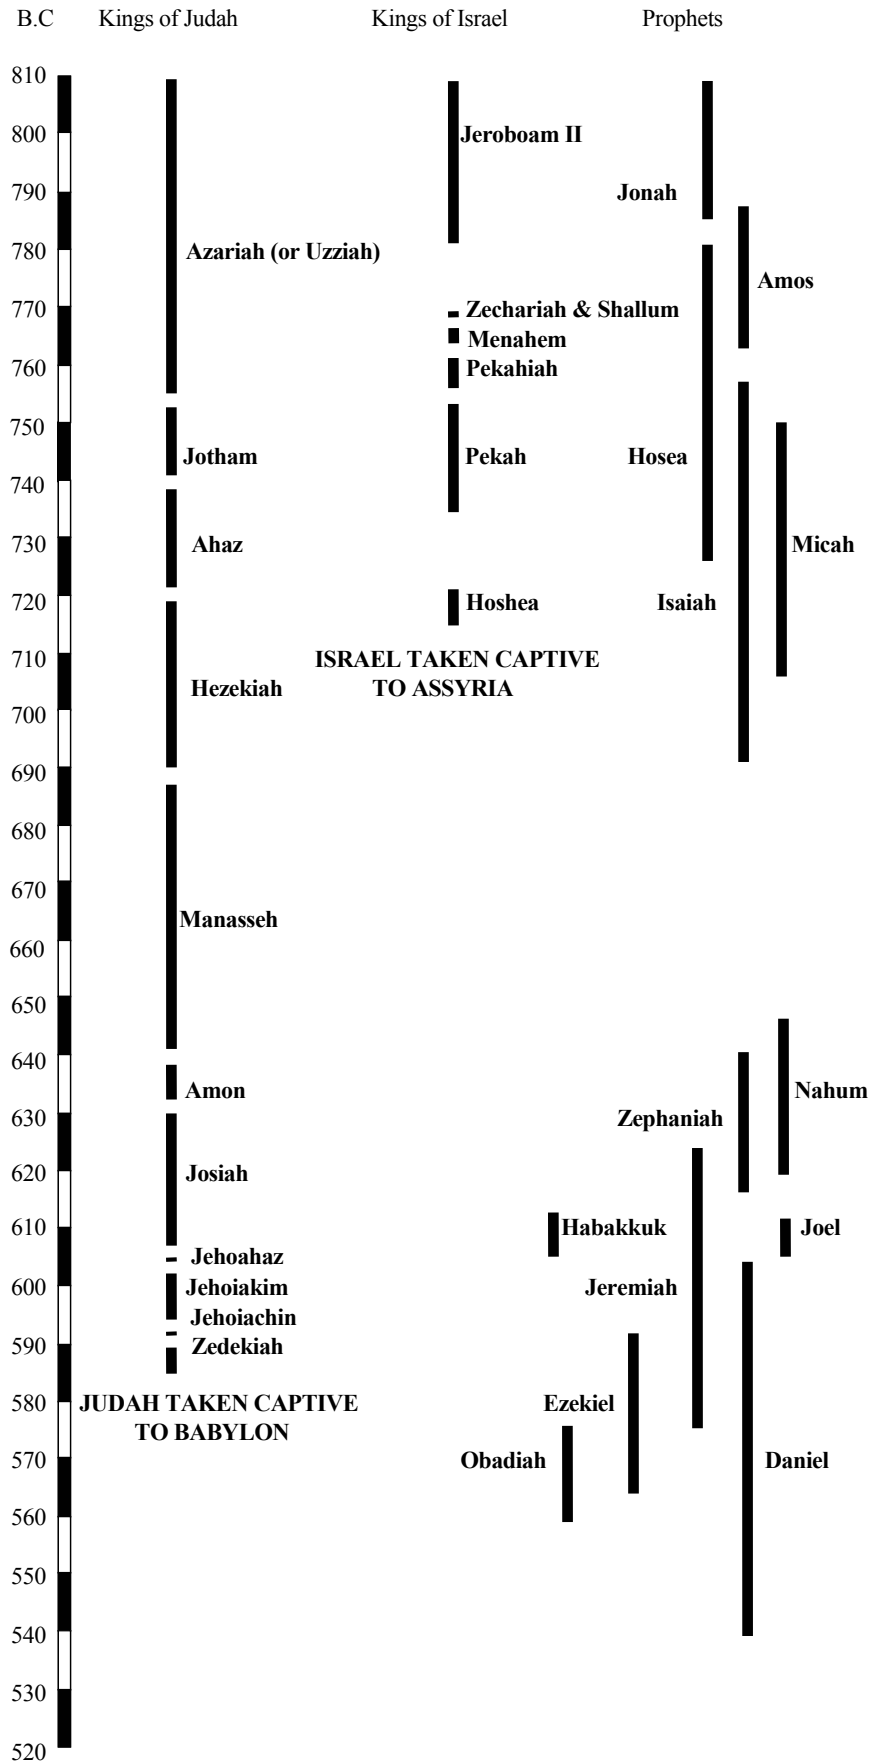 B.C Kings of Judah Kings of Israel Prophets
810
800 Jeroboam II
790 Jonah
780 Azariah (or Uzziah)
Amos
770 Zechariah & Shallum
Menahem
760 Pekahiah
750
Jotham Pekah Hosea
740
730 Ahaz Micah
720 Hoshea Isaiah
710 ISRAEL TAKEN CAPTIVE
Hezekiah TO ASSYRIA
700
690
680
670
Manasseh
660
650
640
Amon Nahum
630 Zephaniah
620 Josiah
610 Habakkuk Joel
Jehoahaz
600 Jehoiakim Jeremiah
Jehoiachin
590 Zedekiah
580 JUDAH TAKEN CAPTIVE Ezekiel
TO BABYLON
570 Obadiah Daniel
560
550
540
530
520